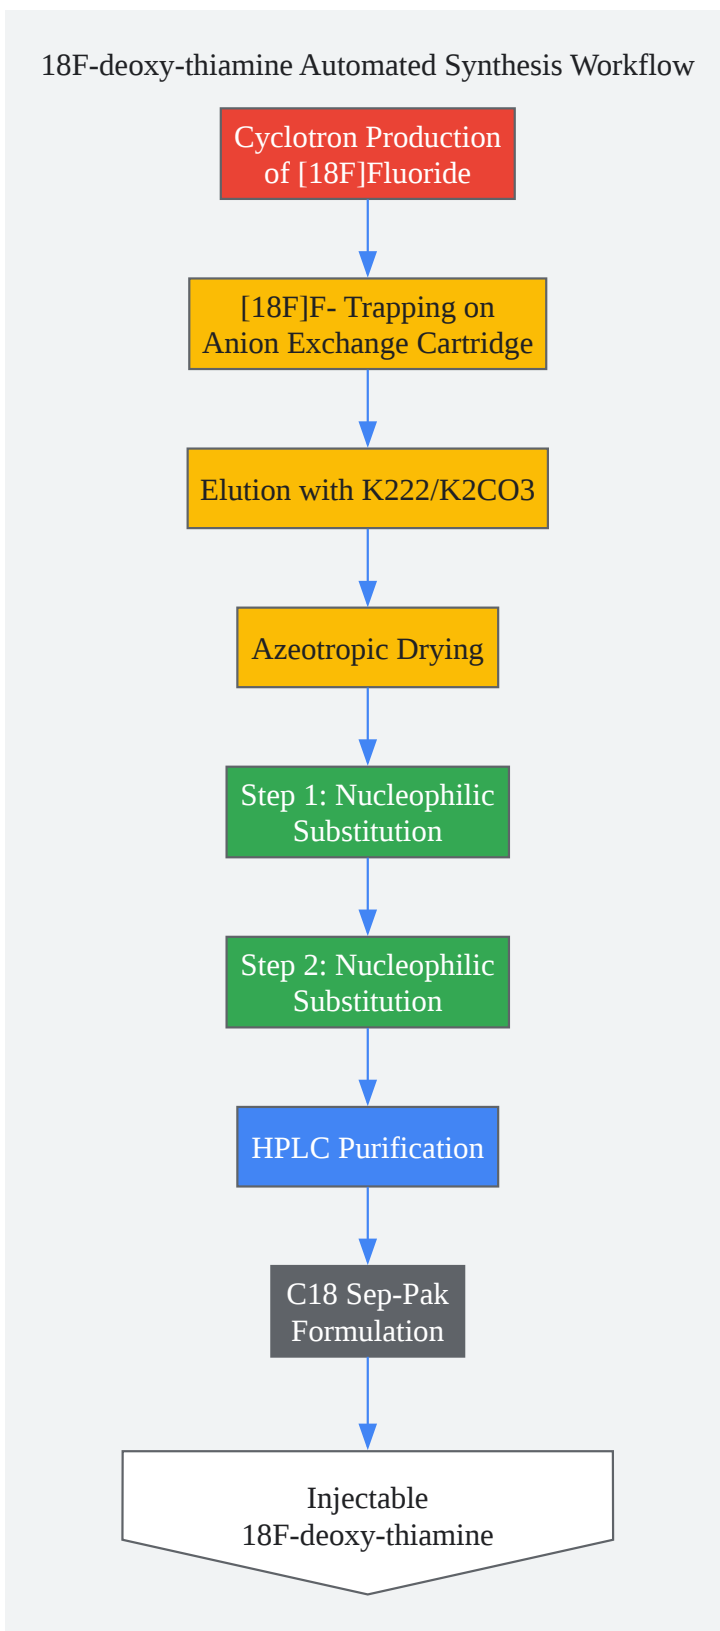 18F-deoxy-thiamine Automated Synthesis Workflow
Cyclotron Production
of [18F]Fluoride
[18F]F- Trapping on
Anion Exchange Cartridge
Elution with K222/K2CO3
Azeotropic Drying
Step 1: Nucleophilic
Substitution
Step 2: Nucleophilic
Substitution
HPLC Purification
C18 Sep-Pak
Formulation
Injectable
18F-deoxy-thiamine